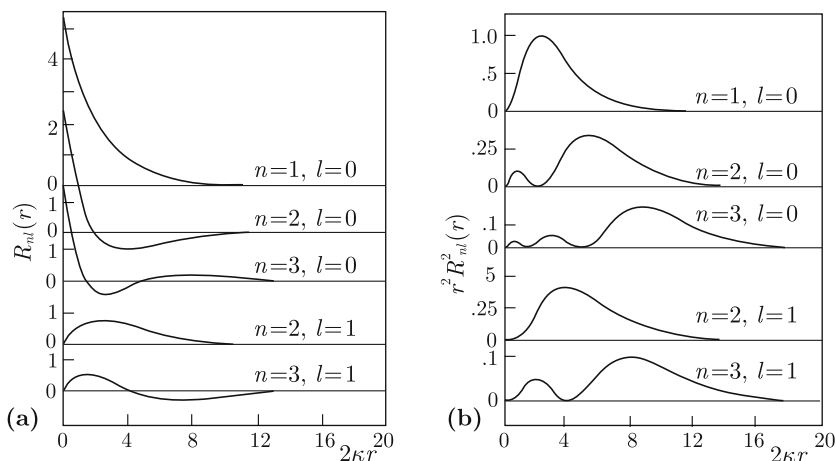 4
2
0
n=1, l=0
1
0
n=2, l=0
1
0
n=3, l=0
1
0
n=2, l=1
1
0
n=3, l=1
R_nl(r)
(a)
0 4 8 12 16 20
2κr
1.0
.5
0
n=1, l=0
.25
0
n=2, l=0
.1
0
n=3, l=0
5
.25
0
n=2, l=1
.1
0
n=3, l=1
r²R²_nl(r)
(b)
0 4 8 12 16 20
2κr